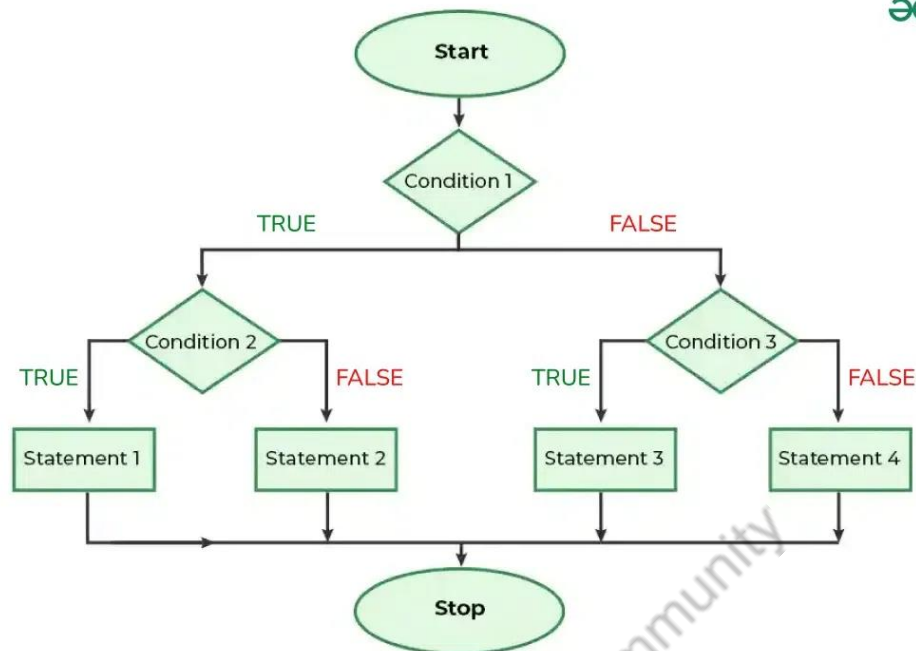 Start
Condition 1
TRUE
FALSE
Condition 2
Condition 3
TRUE
FALSE
TRUE
FALSE
Statement 1
Statement 2
Statement 3
Statement 4
Stop